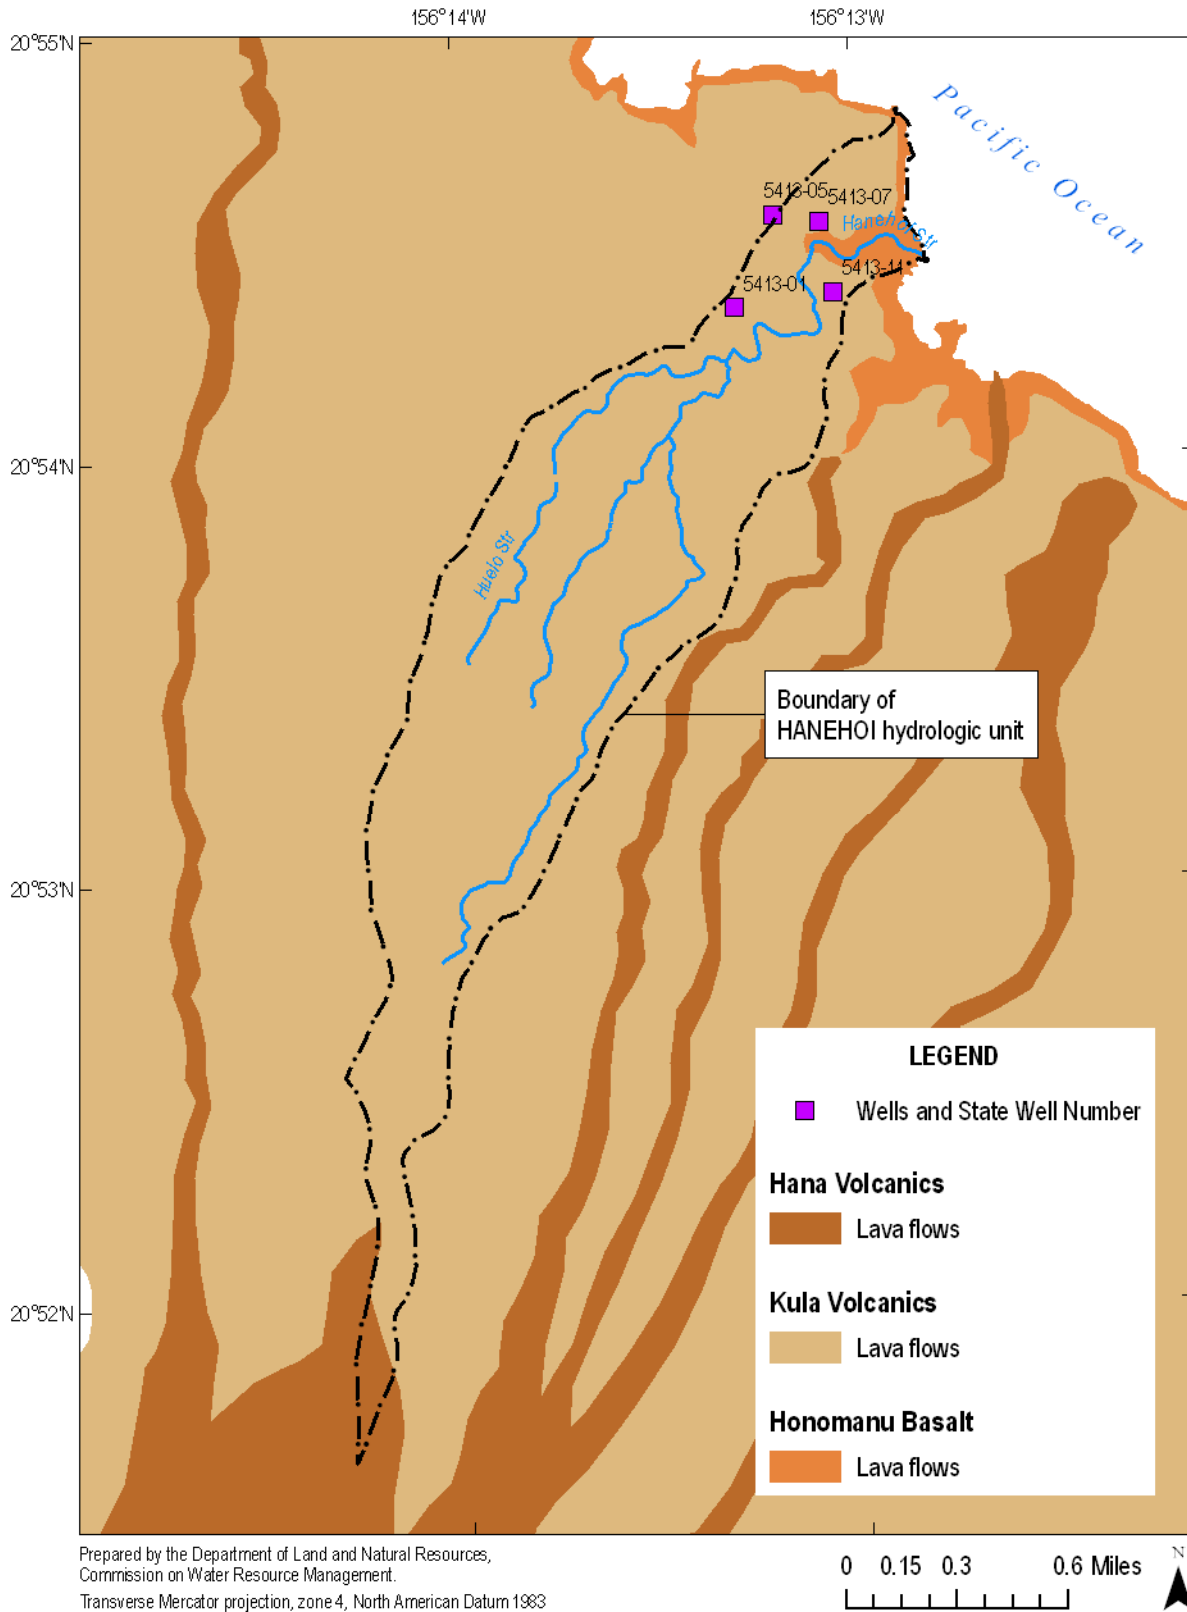 156°14'W
156°13'W
20°55'N
Pacific Ocean
5413-05
5413-07
Hanehoi Str
5413-11
5413-01
20°54'N
Huelo Str
Boundary of
HANEHOI hydrologic unit
20°53'N
LEGEND
Wells and State Well Number
Hana Volcanics
Lava flows
20°52'N
Kula Volcanics
Lava flows
Honomanu Basalt
Lava flows
Prepared by the Department of Land and Natural Resources,
Commission on Water Resource Management.
Transverse Mercator projection, zone 4, North American Datum 1983
0 0.15 0.3 0.6 Miles
N